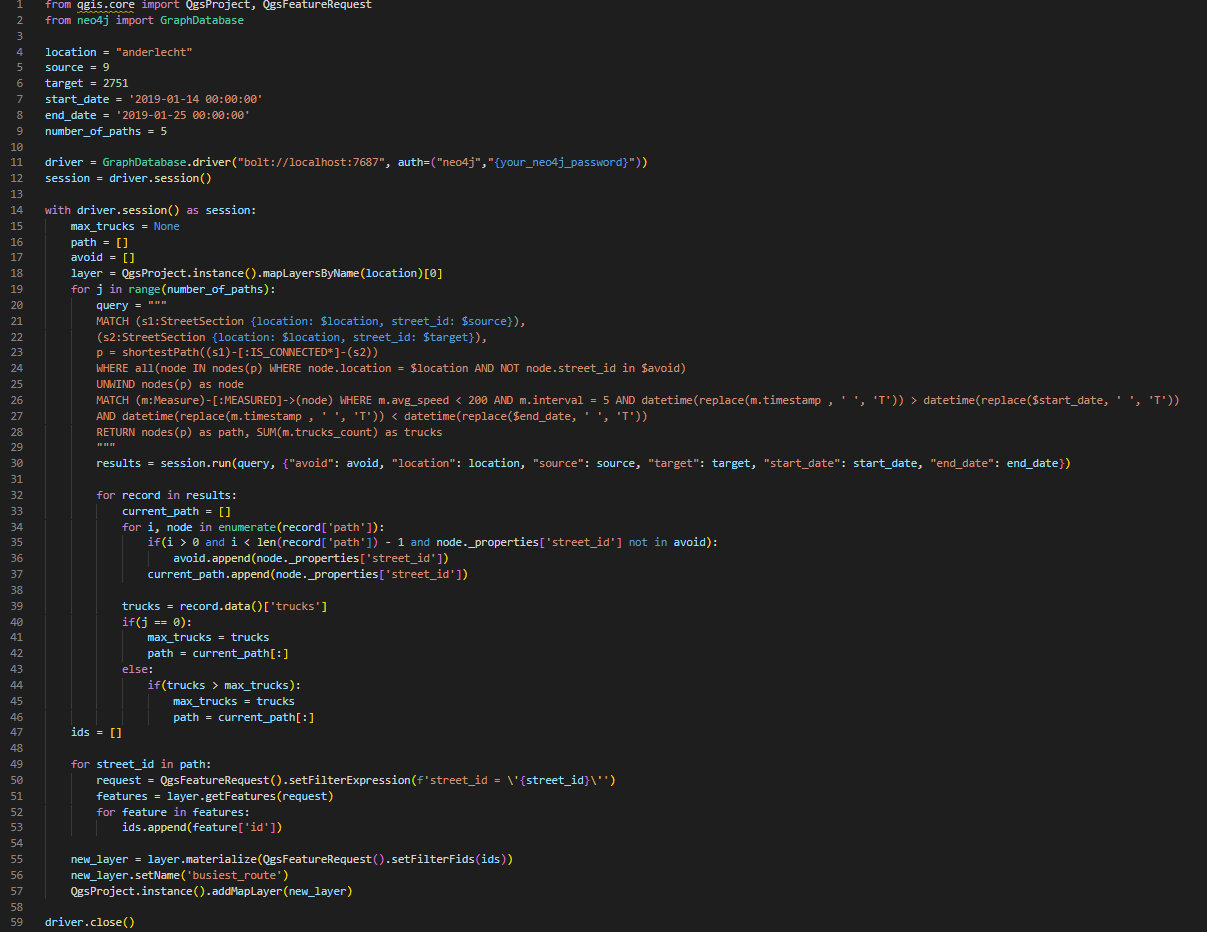 1 from qgis.core import QgsProject, QgsFeatureRequest
2 from neo4j import GraphDatabase
3
4 location = "anderlecht"
5 source = 9
6 target = 2751
7 start_date = '2019-01-14 00:00:00'
8 end_date = '2019-01-25 00:00:00'
9 number_of_paths = 5
10
11 driver = GraphDatabase.driver("bolt://localhost:7687", auth=("neo4j","{your_neo4j_password}"))
12 session = driver.session()
13
14 with driver.session() as session:
15     max_trucks = None
16     path = []
17     avoid = []
18     layer = QgsProject.instance().mapLayersByName(location)[0]
19     for j in range(number_of_paths):
20         query = """
21         MATCH (s1:StreetSection {location: $location, street_id: $source}),
22         (s2:StreetSection {location: $location, street_id: $target}),
23         p = shortestPath((s1)-[:IS_CONNECTED*]-(s2))
24         WHERE all(node IN nodes(p) WHERE node.location = $location AND NOT node.street_id in $avoid)
25         UNWIND nodes(p) as node
26         MATCH (m:Measure)-[:MEASURED]->(node) WHERE m.avg_speed < 200 AND m.interval = 5 AND datetime(replace(m.timestamp , ' ', 'T')) > datetime(replace($start_date, ' ', 'T'))
27         AND datetime(replace(m.timestamp , ' ', 'T')) < datetime(replace($end_date, ' ', 'T'))
28         RETURN nodes(p) as path, SUM(m.trucks_count) as trucks
29         """
30         results = session.run(query, {"avoid": avoid, "location": location, "source": source, "target": target, "start_date": start_date, "end_date": end_date})
31
32         for record in results:
33             current_path = []
34             for i, node in enumerate(record['path']):
35                 if(i > 0 and i < len(record['path']) - 1 and node._properties['street_id'] not in avoid):
36                     avoid.append(node._properties['street_id'])
37                 current_path.append(node._properties['street_id'])
38
39             trucks = record.data()['trucks']
40             if(j == 0):
41                 max_trucks = trucks
42                 path = current_path[:]
43             else:
44                 if(trucks > max_trucks):
45                     max_trucks = trucks
46                     path = current_path[:]
47     ids = []
48
49     for street_id in path:
50         request = QgsFeatureRequest().setFilterExpression(f'street_id = \'{street_id}\'')
51         features = layer.getFeatures(request)
52         for feature in features:
53             ids.append(feature['id'])
54
55     new_layer = layer.materialize(QgsFeatureRequest().setFilterFids(ids))
56     new_layer.setName('busiest_route')
57     QgsProject.instance().addMapLayer(new_layer)
58
59 driver.close()